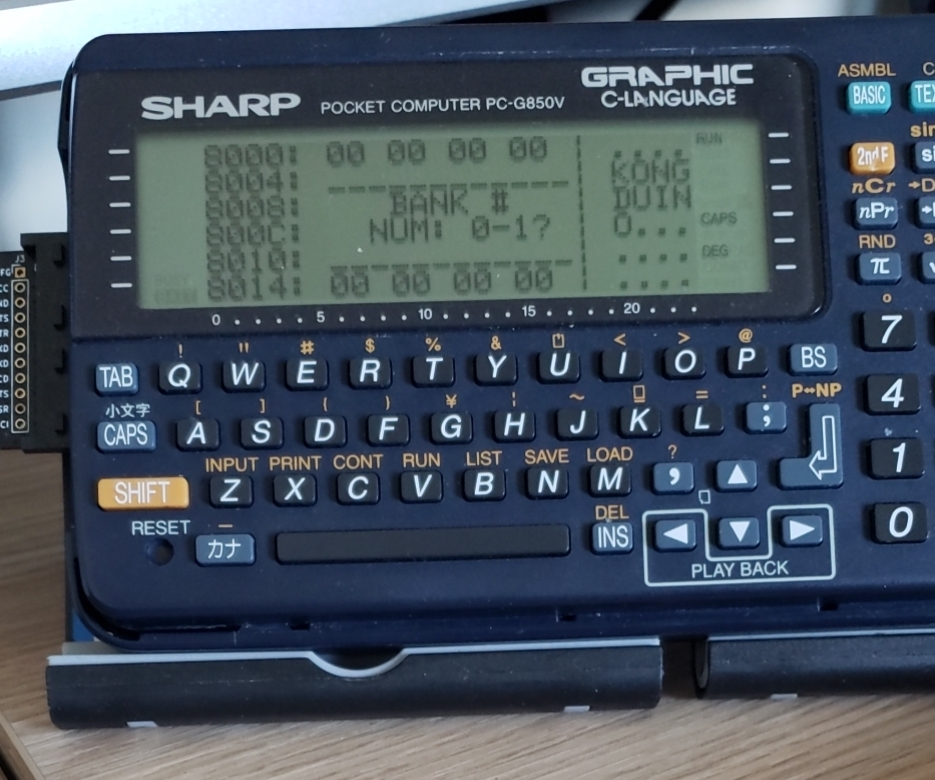 GRAPHIC
C-LANGUAGE
SHARP POCKET COMPUTER PC-G850V
ASMBL
BASIC
RUN
8000: 00 00 00 00 ....
8004: KONG
8008: BANK # DUIN
800C: NUM: 0-1? O...
8010: ....
8014: 00 00 00 00 ....
CAPS
DEG
0 5 10 15 20
2nd F
nCr
nPr
RND
π
! " # $ % & < > @
TAB Q W E R T Y U I O P BS
7
小文字 [ ] { } ¥ ¦ ~ = : P↔NP
CAPS A S D F G H J K L ;
4
INPUT PRINT CONT RUN LIST SAVE LOAD ?
SHIFT Z X C V B N M , ▲
1
RESET DEL
カナ INS ◀ ▼ ▶
0
PLAY BACK